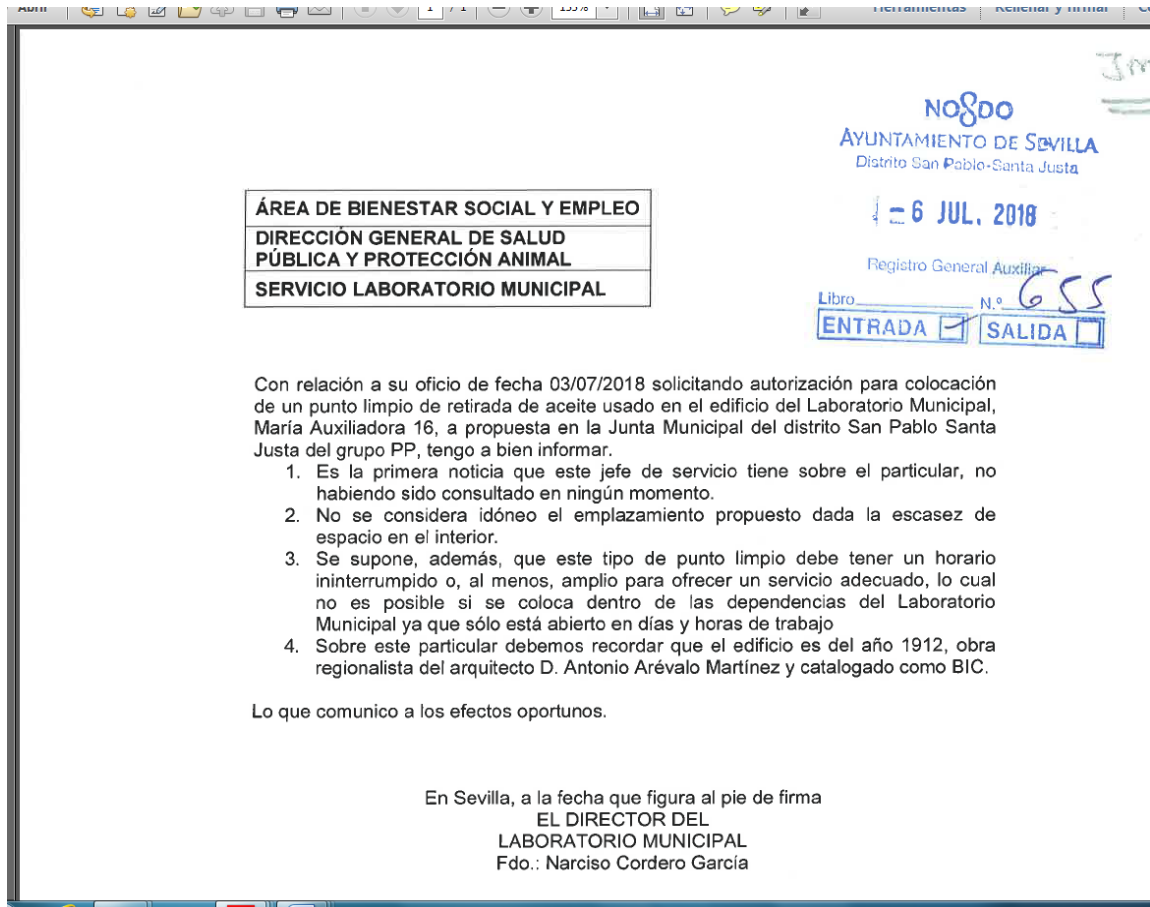 Herramientas Rellenar y firmar
1 / 1
NO8DO
AYUNTAMIENTO DE SEVILLA
Distrito San Pablo-Santa Justa
- 6 JUL. 2018
Registro General Auxiliar
Libro N.º 655
ENTRADA SALIDA
ÁREA DE BIENESTAR SOCIAL Y EMPLEO
DIRECCIÓN GENERAL DE SALUD
PÚBLICA Y PROTECCIÓN ANIMAL
SERVICIO LABORATORIO MUNICIPAL
Con relación a su oficio de fecha 03/07/2018 solicitando autorización para colocación
de un punto limpio de retirada de aceite usado en el edificio del Laboratorio Municipal,
María Auxiliadora 16, a propuesta en la Junta Municipal del distrito San Pablo Santa
Justa del grupo PP, tengo a bien informar.
1. Es la primera noticia que este jefe de servicio tiene sobre el particular, no
habiendo sido consultado en ningún momento.
2. No se considera idóneo el emplazamiento propuesto dada la escasez de
espacio en el interior.
3. Se supone, además, que este tipo de punto limpio debe tener un horario
ininterrumpido o, al menos, amplio para ofrecer un servicio adecuado, lo cual
no es posible si se coloca dentro de las dependencias del Laboratorio
Municipal ya que sólo está abierto en días y horas de trabajo
4. Sobre este particular debemos recordar que el edificio es del año 1912, obra
regionalista del arquitecto D. Antonio Arévalo Martínez y catalogado como BIC.
Lo que comunico a los efectos oportunos.
En Sevilla, a la fecha que figura al pie de firma
EL DIRECTOR DEL
LABORATORIO MUNICIPAL
Fdo.: Narciso Cordero García